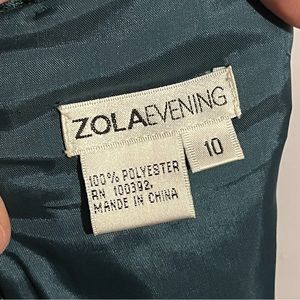 ZOLAEVENING
10
100% POLYESTER
RN 100392,
MANDE IN CHINA